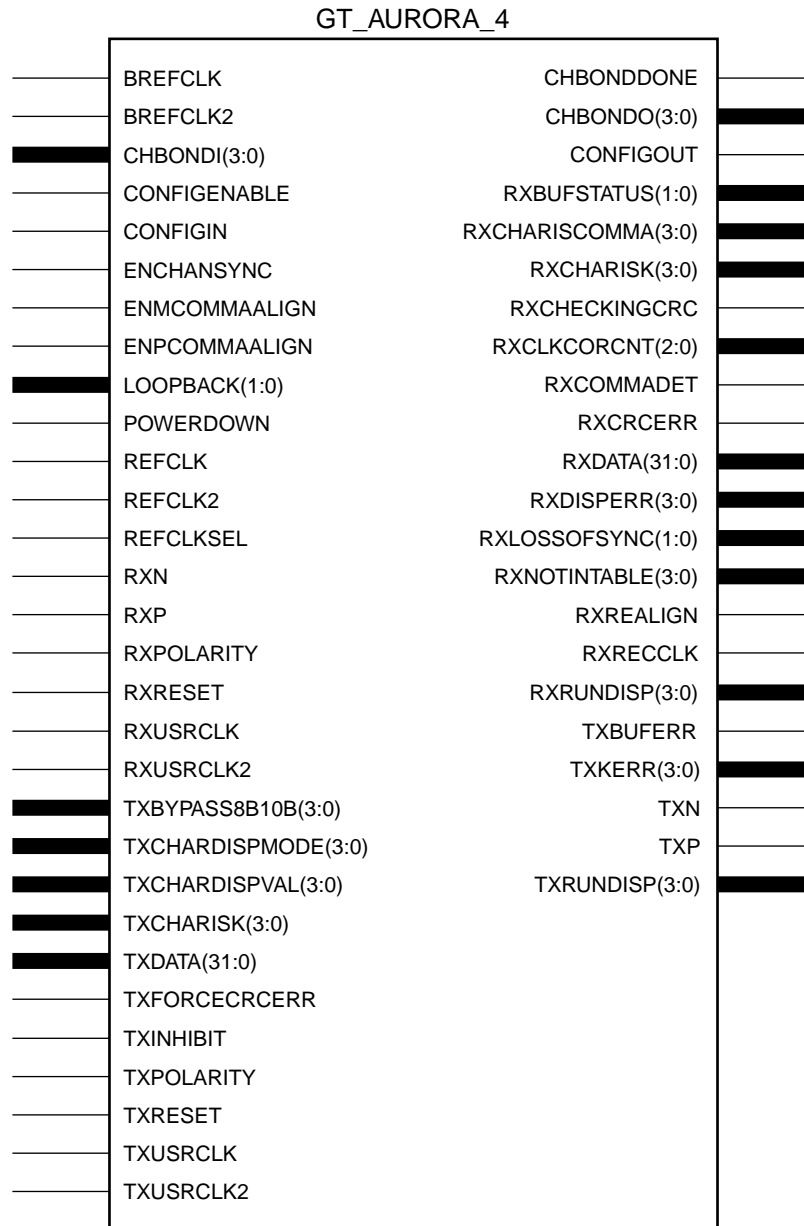 GT_AURORA_4
BREFCLK
BREFCLK2
CHBONDI(3:0)
CONFIGENABLE
CONFIGIN
ENCHANSYNC
ENMCOMMAALIGN
ENPCOMMAALIGN
LOOPBACK(1:0)
POWERDOWN
REFCLK
REFCLK2
REFCLKSEL
RXN
RXP
RXPOLARITY
RXRESET
RXUSRCLK
RXUSRCLK2
TXBYPASS8B10B(3:0)
TXCHARDISPMODE(3:0)
TXCHARDISPVAL(3:0)
TXCHARISK(3:0)
TXDATA(31:0)
TXFORCECRCERR
TXINHIBIT
TXPOLARITY
TXRESET
TXUSRCLK
TXUSRCLK2
CHBONDDONE
CHBONDO(3:0)
CONFIGOUT
RXBUFSTATUS(1:0)
RXCHARISCOMMA(3:0)
RXCHARISK(3:0)
RXCHECKINGCRC
RXCLKCORCNT(2:0)
RXCOMMADET
RXCRCERR
RXDATA(31:0)
RXDISPERR(3:0)
RXLOSSOFSYNC(1:0)
RXNOTINTABLE(3:0)
RXREALIGN
RXRECCLK
RXRUNDISP(3:0)
TXBUFERR
TXKERR(3:0)
TXN
TXP
TXRUNDISP(3:0)